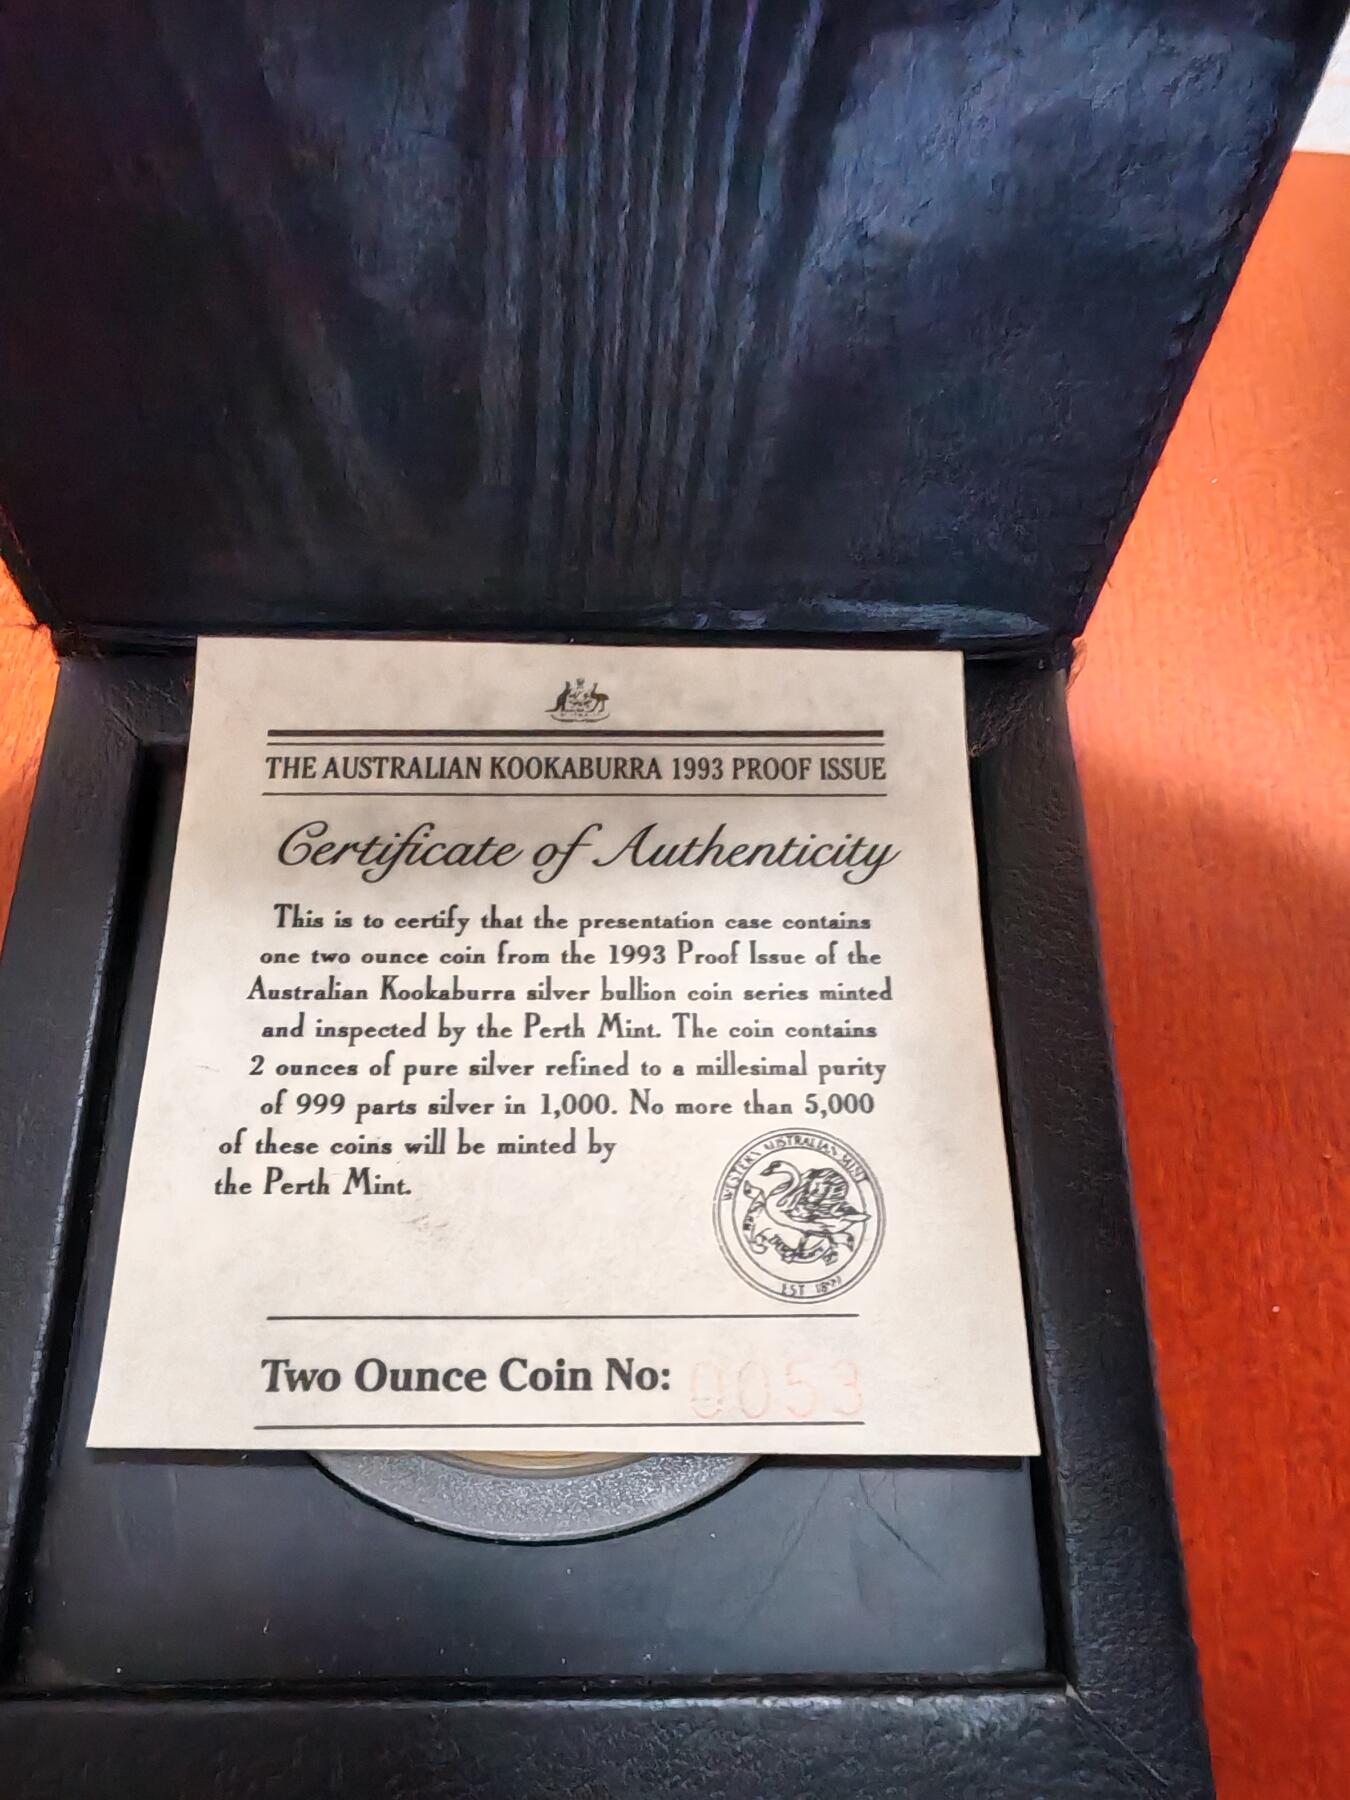 THE AUSTRALIAN KOOKABURRA 1993 PROOF ISSUE
Certificate of Authenticity
This is to certify that the presentation case contains
one two ounce coin from the 1993 Proof Issue of the
Australian Kookaburra silver bullion coin series minted
and inspected by the Perth Mint. The coin contains
2 ounces of pure silver refined to a millesimal purity
of 999 parts silver in 1,000. No more than 5,000
of these coins will be minted by
the Perth Mint.
WESTERN AUSTRALIAN MINT
EST
Two Ounce Coin No: 0053